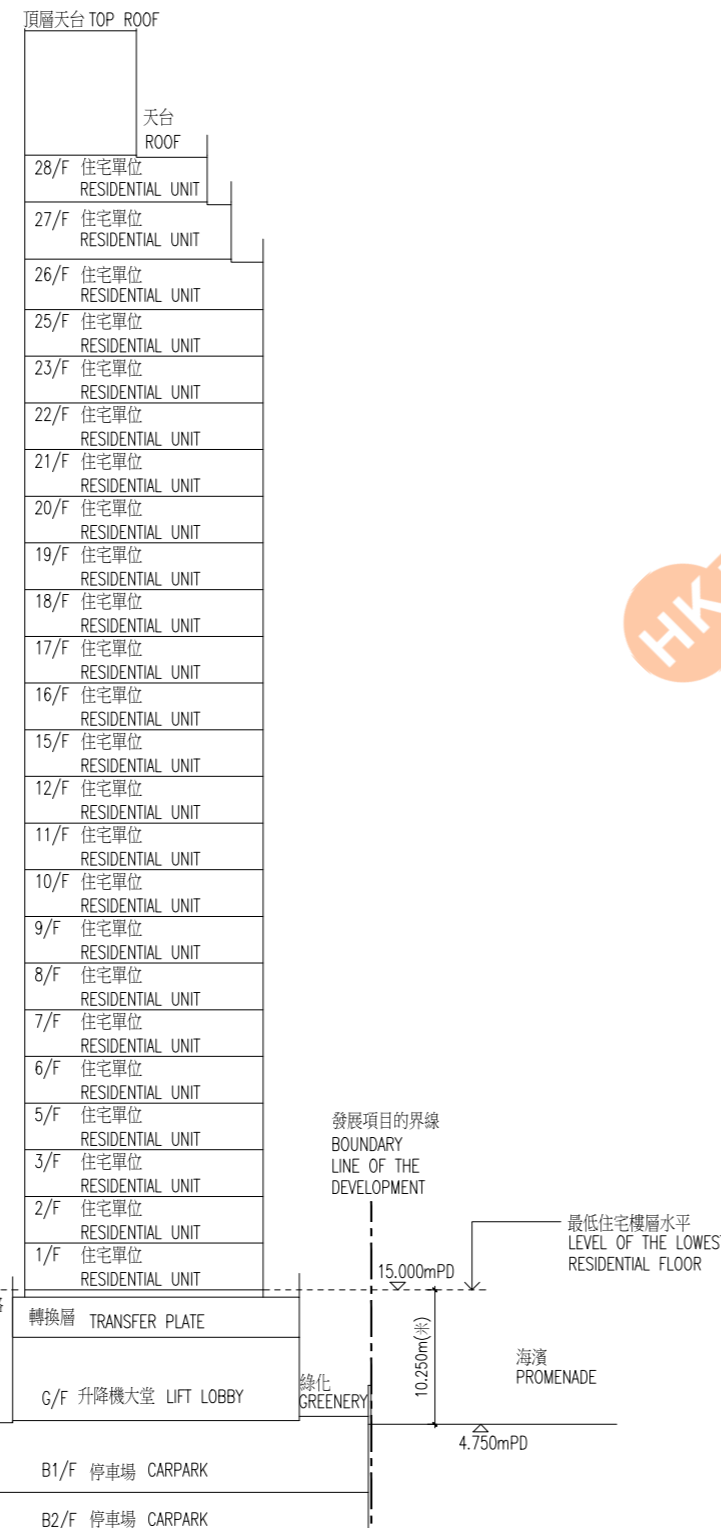 頂層天台 TOP ROOF
天台
ROOF
28/F 住宅單位
RESIDENTIAL UNIT
27/F 住宅單位
RESIDENTIAL UNIT
26/F 住宅單位
RESIDENTIAL UNIT
25/F 住宅單位
RESIDENTIAL UNIT
23/F 住宅單位
RESIDENTIAL UNIT
22/F 住宅單位
RESIDENTIAL UNIT
21/F 住宅單位
RESIDENTIAL UNIT
20/F 住宅單位
RESIDENTIAL UNIT
19/F 住宅單位
RESIDENTIAL UNIT
18/F 住宅單位
RESIDENTIAL UNIT
17/F 住宅單位
RESIDENTIAL UNIT
16/F 住宅單位
RESIDENTIAL UNIT
15/F 住宅單位
RESIDENTIAL UNIT
12/F 住宅單位
RESIDENTIAL UNIT
11/F 住宅單位
RESIDENTIAL UNIT
10/F 住宅單位
RESIDENTIAL UNIT
9/F 住宅單位
RESIDENTIAL UNIT
8/F 住宅單位
RESIDENTIAL UNIT
7/F 住宅單位
RESIDENTIAL UNIT
6/F 住宅單位
RESIDENTIAL UNIT
5/F 住宅單位
RESIDENTIAL UNIT
3/F 住宅單位
RESIDENTIAL UNIT
2/F 住宅單位
RESIDENTIAL UNIT
1/F 住宅單位
RESIDENTIAL UNIT
轉換層 TRANSFER PLATE
G/F 升降機大堂 LIFT LOBBY
綠化
GREENERY
B1/F 停車場 CARPARK
B2/F 停車場 CARPARK
發展項目的界線
BOUNDARY
LINE OF THE
DEVELOPMENT
15.000mPD
最低住宅樓層水平
LEVEL OF THE LOWEST
RESIDENTIAL FLOOR
10.250m(米)
海濱
PROMENADE
4.750mPD
HK